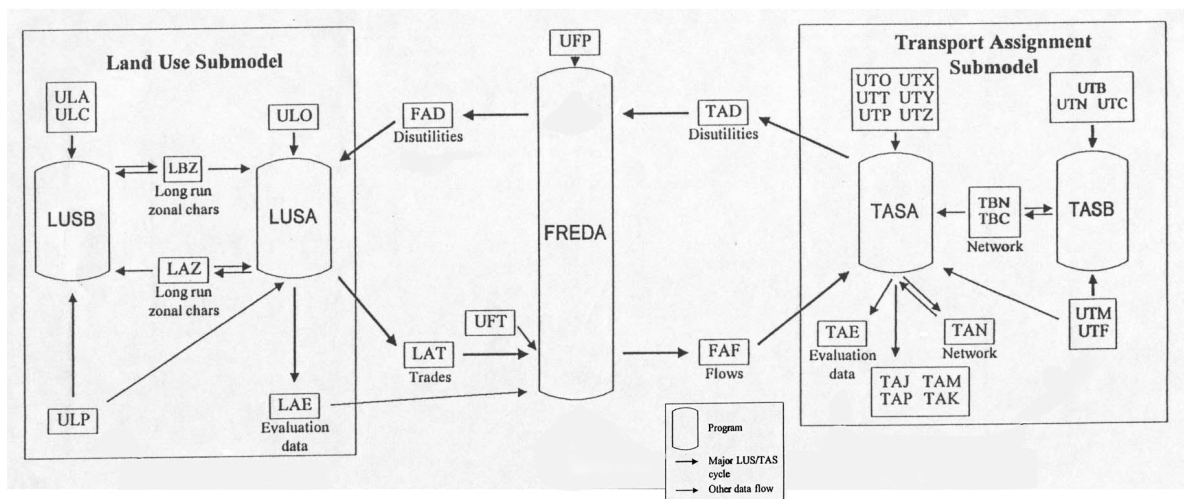 Land Use Submodel
ULA
ULC
ULO
LUSB
LBZ
Long run
zonal chars
LUSA
LAZ
Long run
zonal chars
ULP
LAE
Evaluation
data
FAD
Disutilities
UFP
TAD
Disutilities
FREDA
UFT
LAT
Trades
FAF
Flows
Transport Assignment
Submodel
UTO UTX
UTT UTY
UTP UTZ
UTB
UTN UTC
TASA
TBN
TBC
Network
TASB
UTM
UTF
TAE
Evaluation
data
TAN
Network
TAJ TAM
TAP TAK
Program
Major LUS/TAS
cycle
Other data flow